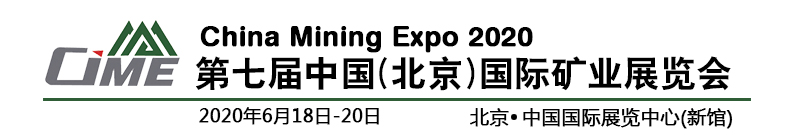 CIME
China Mining Expo 2020
第七届中国(北京)国际矿业展览会
2020年6月18日-20日 北京•中国国际展览中心(新馆)